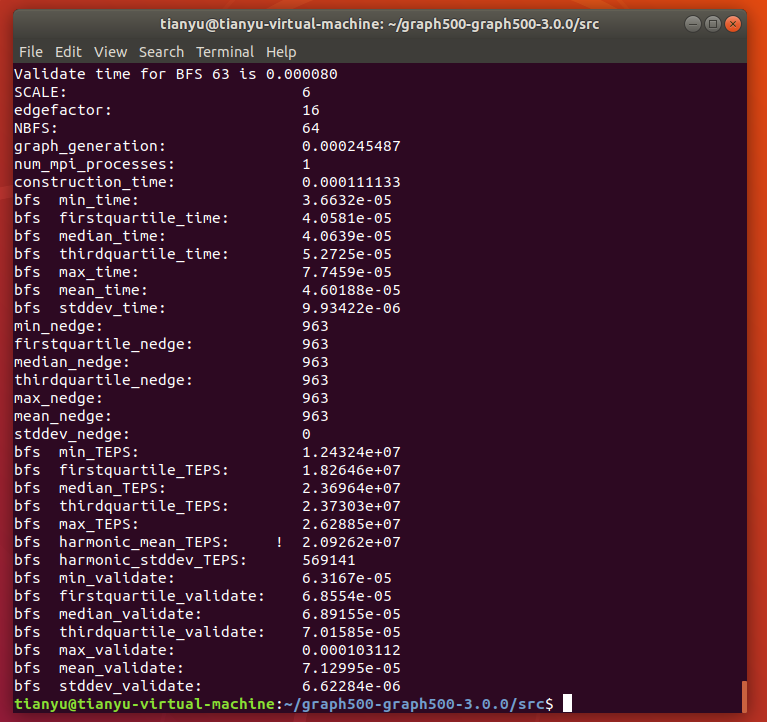 tianyu@tianyu-virtual-machine: ~/graph500-graph500-3.0.0/src
File Edit View Search Terminal Help
Validate time for BFS 63 is 0.000080
SCALE: 6
edgefactor: 16
NBFS: 64
graph_generation: 0.000245487
num_mpi_processes: 1
construction_time: 0.000111133
bfs min_time: 3.6632e-05
bfs firstquartile_time: 4.0581e-05
bfs median_time: 4.0639e-05
bfs thirdquartile_time: 5.2725e-05
bfs max_time: 7.7459e-05
bfs mean_time: 4.60188e-05
bfs stddev_time: 9.93422e-06
min_nedge: 963
firstquartile_nedge: 963
median_nedge: 963
thirdquartile_nedge: 963
max_nedge: 963
mean_nedge: 963
stddev_nedge: 0
bfs min_TEPS: 1.24324e+07
bfs firstquartile_TEPS: 1.82646e+07
bfs median_TEPS: 2.36964e+07
bfs thirdquartile_TEPS: 2.37303e+07
bfs max_TEPS: 2.62885e+07
bfs harmonic_mean_TEPS: ! 2.09262e+07
bfs harmonic_stddev_TEPS: 569141
bfs min_validate: 6.3167e-05
bfs firstquartile_validate: 6.8554e-05
bfs median_validate: 6.89155e-05
bfs thirdquartile_validate: 7.01585e-05
bfs max_validate: 0.000103112
bfs mean_validate: 7.12995e-05
bfs stddev_validate: 6.62284e-06
tianyu@tianyu-virtual-machine:~/graph500-graph500-3.0.0/src$